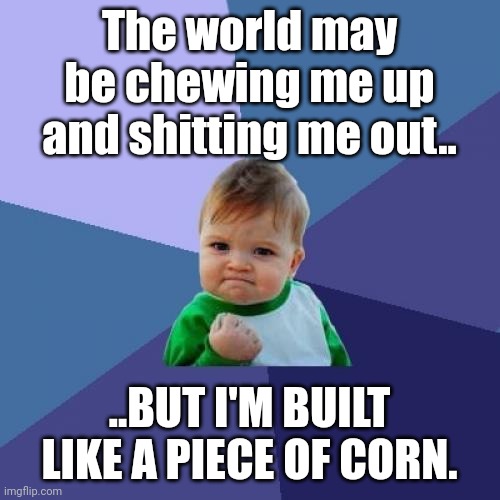 The world may
be chewing me up
and shitting me out..
..BUT I'M BUILT
LIKE A PIECE OF CORN.
imgflip.com